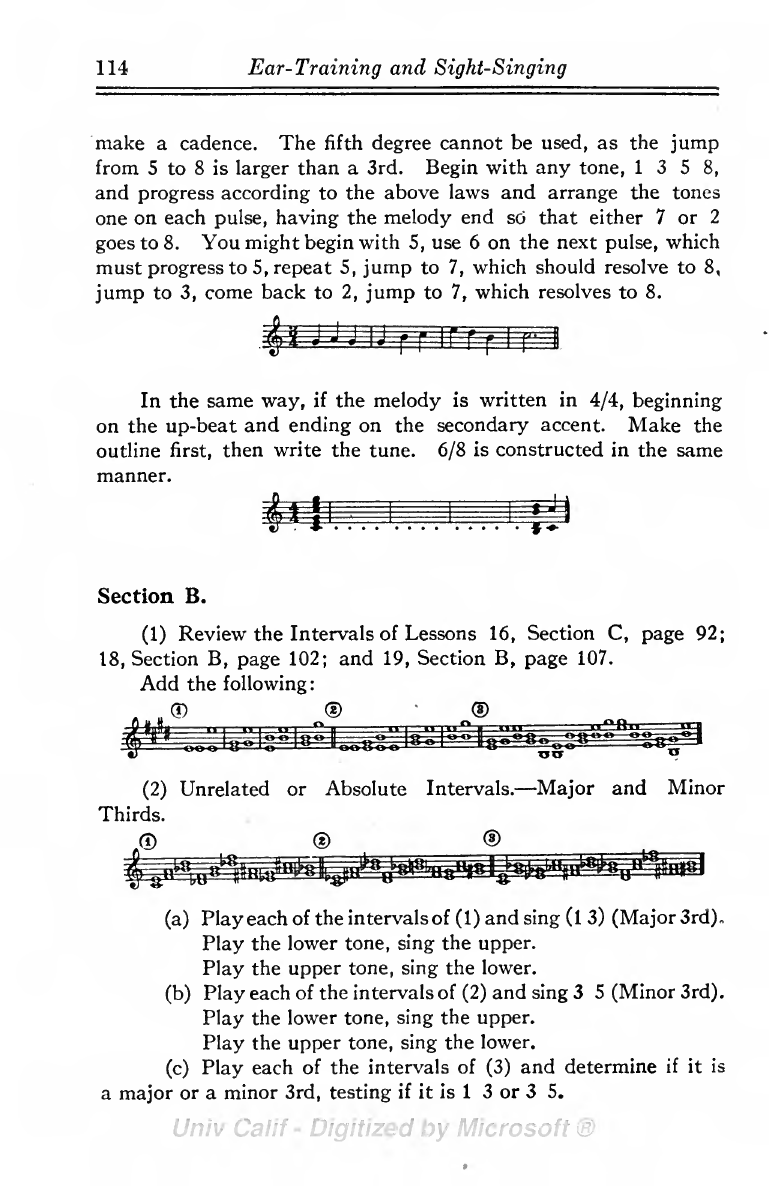 114 Ear-Training and Sight-Singing
make a cadence. The fifth degree cannot be used, as the jump
from 5 to 8 is larger than a 3rd. Begin with any tone, 1 3 5 8,
and progress according to the above laws and arrange the tones
one on each pulse, having the melody end so that either 7 or 2
goes to 8. You might begin with 5, use 6 on the next pulse, which
must progress to 5, repeat 5, jump to 7, which should resolve to 8,
jump to 3, come back to 2, jump to 7, which resolves to 8.
In the same way, if the melody is written in 4/4, beginning
on the up-beat and ending on the secondary accent. Make the
outline first, then write the tune. 6/8 is constructed in the same
manner.
Section B.
(1) Review the Intervals of Lessons 16, Section C, page 92;
18, Section B, page 102; and 19, Section B, page 107.
Add the following:
① ② ③
(2) Unrelated or Absolute Intervals.—Major and Minor
Thirds.
① ② ③
(a) Play each of the intervals of (1) and sing (1 3) (Major 3rd).
Play the lower tone, sing the upper.
Play the upper tone, sing the lower.
(b) Play each of the intervals of (2) and sing 3 5 (Minor 3rd).
Play the lower tone, sing the upper.
Play the upper tone, sing the lower.
(c) Play each of the intervals of (3) and determine if it is
a major or a minor 3rd, testing if it is 1 3 or 3 5.
Univ Calif - Digitized by Microsoft ®